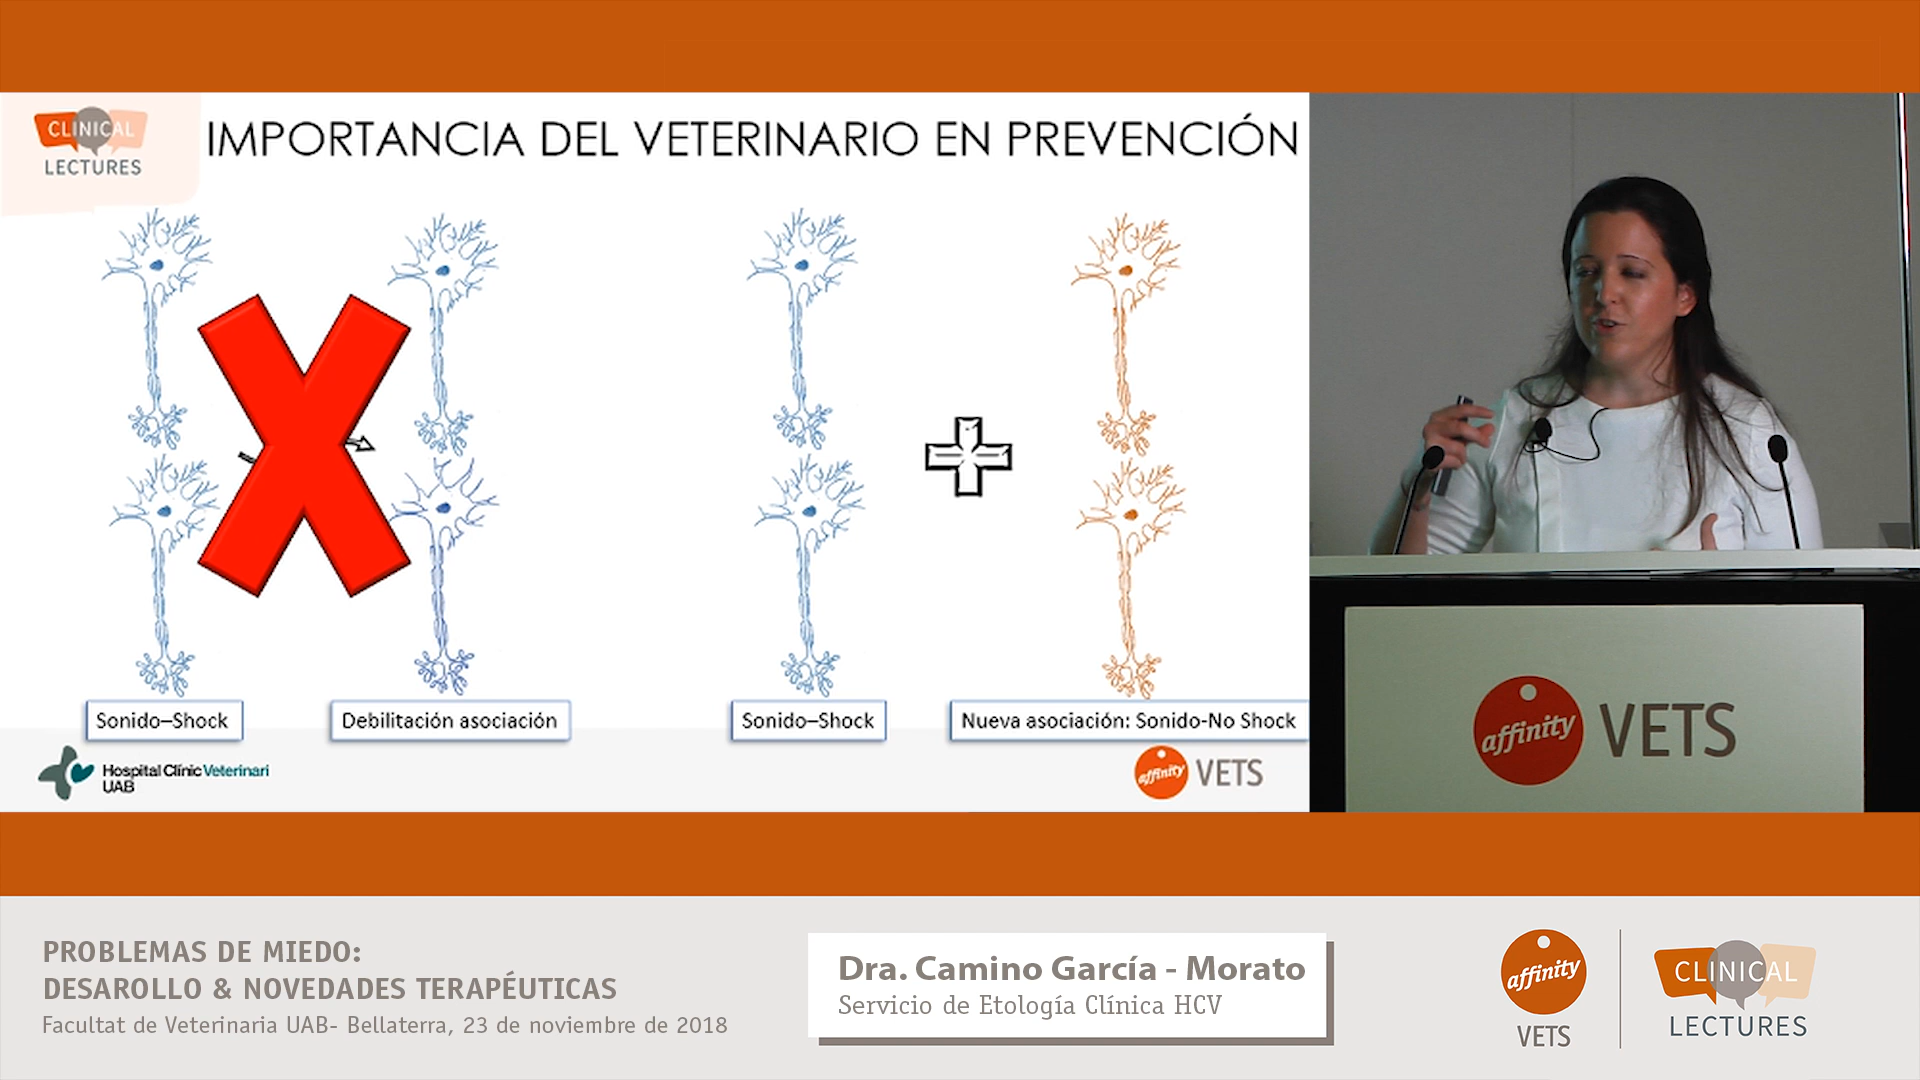 CLINICAL
LECTURES
IMPORTANCIA DEL VETERINARIO EN PREVENCIÓN
Sonido–Shock
Debilitación asociación
Sonido–Shock
Nueva asociación: Sonido-No Shock
Hospital Clínic Veterinari
UAB
affinity VETS
affinity VETS
PROBLEMAS DE MIEDO:
DESAROLLO & NOVEDADES TERAPÉUTICAS
Facultat de Veterinaria UAB- Bellaterra, 23 de noviembre de 2018
Dra. Camino García - Morato
Servicio de Etología Clínica HCV
affinity
VETS
CLINICAL
LECTURES